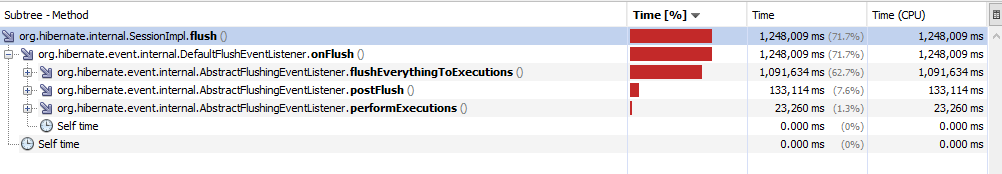 Subtree - Method Time [%] Time Time (CPU)
org.hibernate.internal.SessionImpl.flush () 1,248,009 ms (71.7%) 1,248,009 ms
org.hibernate.event.internal.DefaultFlushEventListener.onFlush () 1,248,009 ms (71.7%) 1,248,009 ms
org.hibernate.event.internal.AbstractFlushingEventListener.flushEverythingToExecutions () 1,091,634 ms (62.7%) 1,091,634 ms
org.hibernate.event.internal.AbstractFlushingEventListener.postFlush () 133,114 ms (7.6%) 133,114 ms
org.hibernate.event.internal.AbstractFlushingEventListener.performExecutions () 23,260 ms (1.3%) 23,260 ms
Self time 0.000 ms (0%) 0.000 ms
Self time 0.000 ms (0%) 0.000 ms